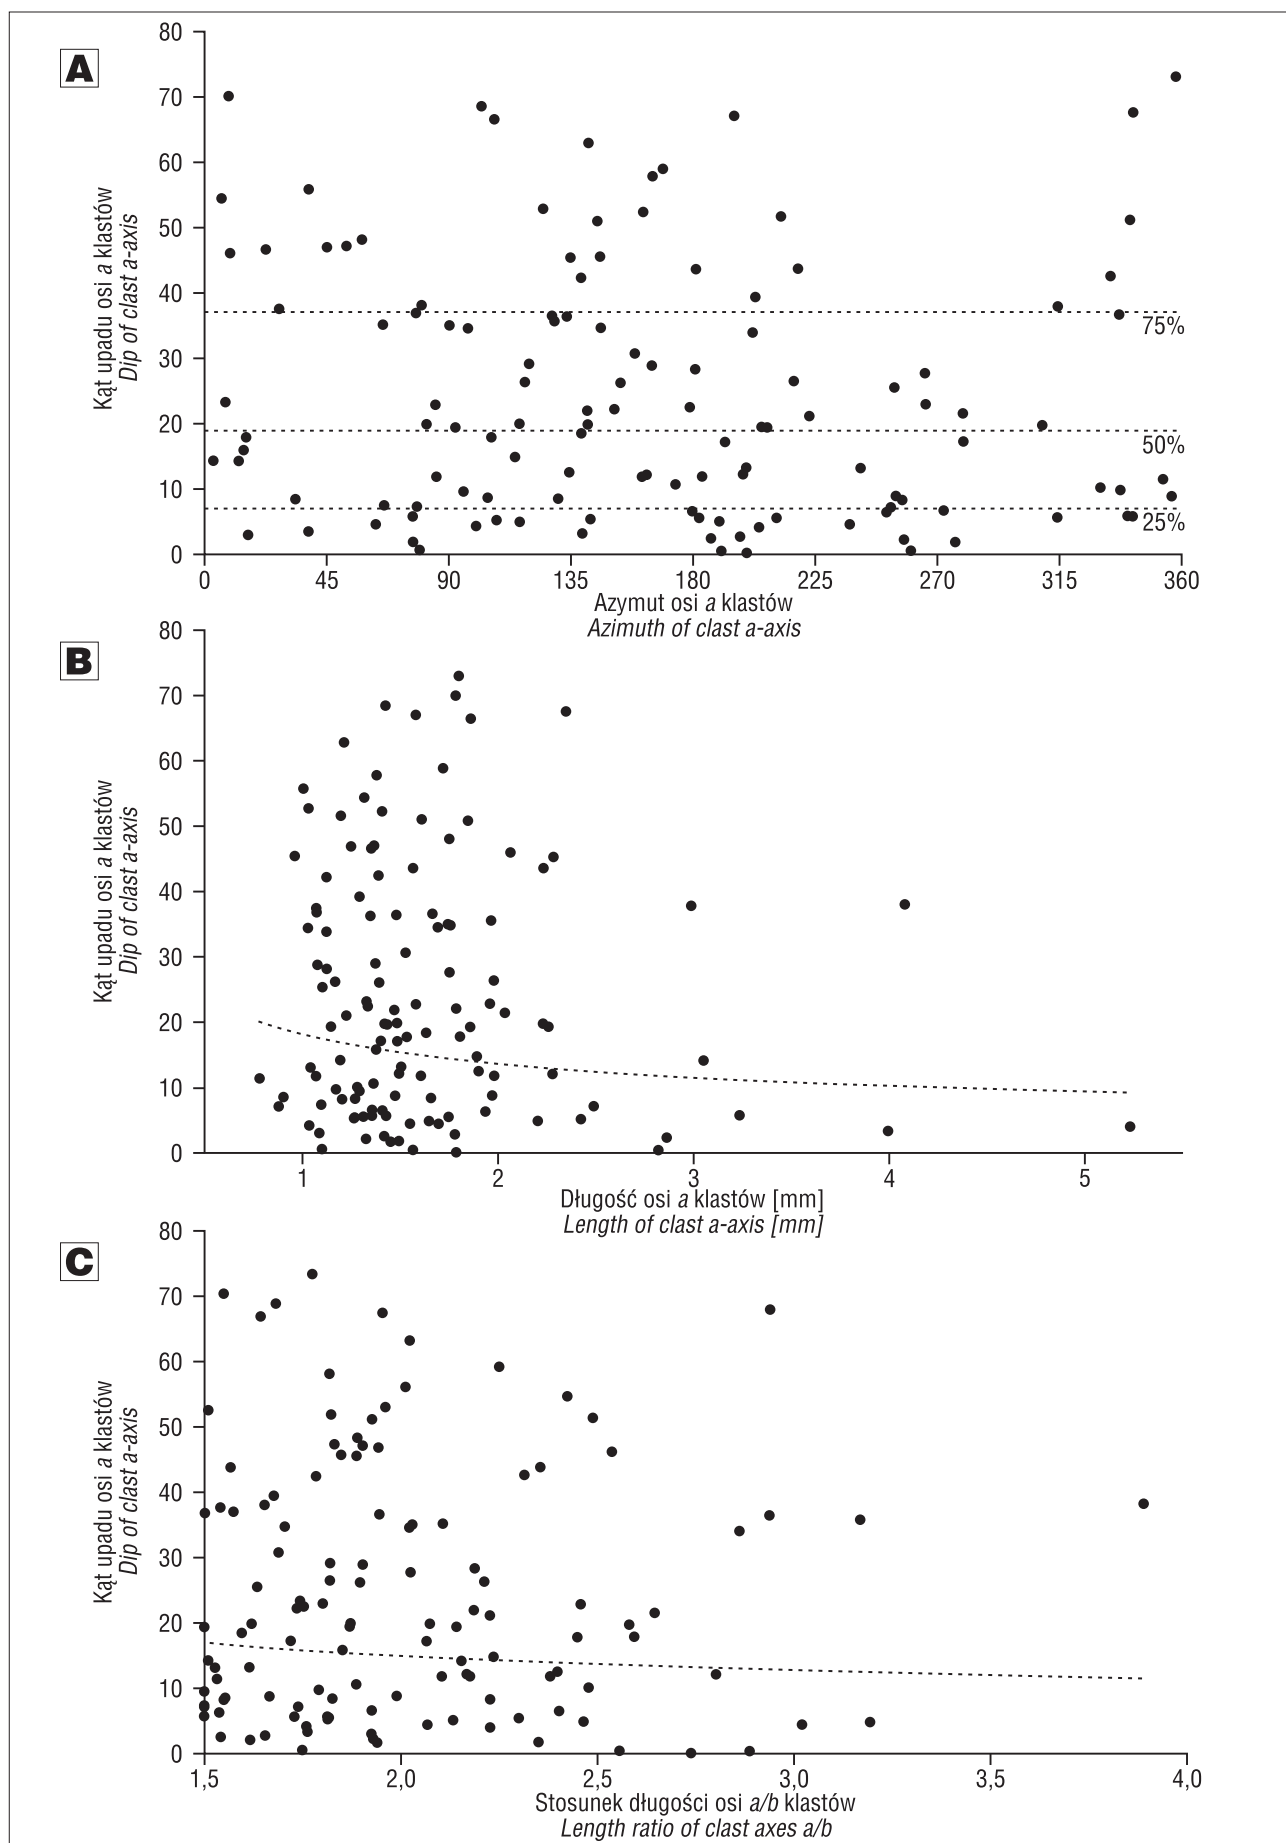 A
80
70
60
50
40
30
20
10
0
Kąt upadu osi a klastów
Dip of clast a-axis
75%
50%
25%
0 45 90 135 180 225 270 315 360
Azymut osi a klastów
Azimuth of clast a-axis
B
80
70
60
50
40
30
20
10
0
Kąt upadu osi a klastów
Dip of clast a-axis
1 2 3 4 5
Długość osi a klastów [mm]
Length of clast a-axis [mm]
C
80
70
60
50
40
30
20
10
0
Kąt upadu osi a klastów
Dip of clast a-axis
1,5 2,0 2,5 3,0 3,5 4,0
Stosunek długości osi a/b klastów
Length ratio of clast axes a/b